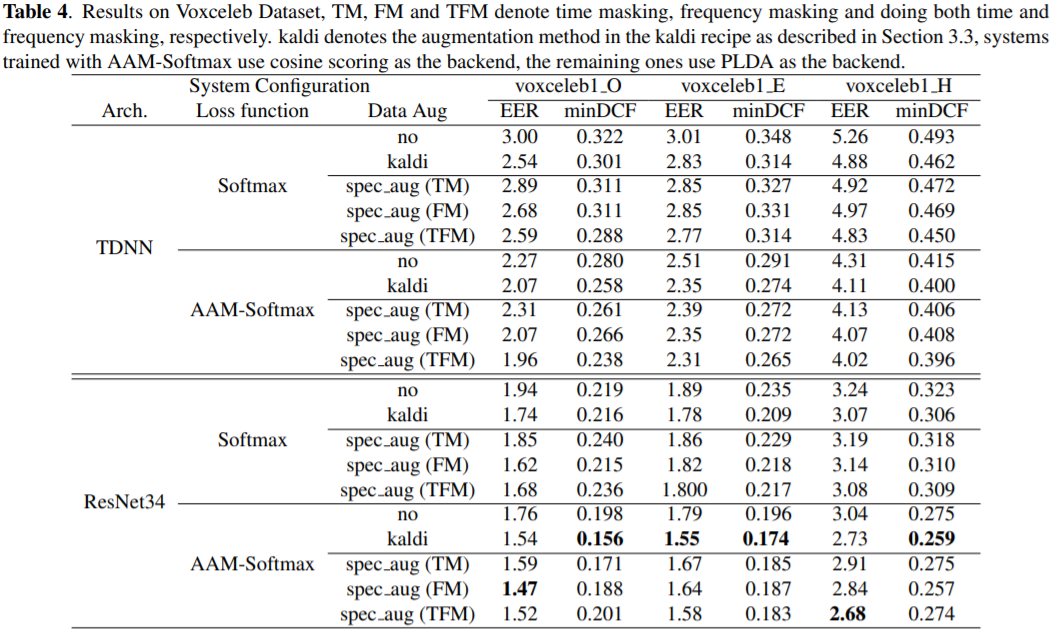 Table 4. Results on Voxceleb Dataset, TM, FM and TFM denote time masking, frequency masking and doing both time and
frequency masking, respectively. kaldi denotes the augmentation method in the kaldi recipe as described in Section 3.3, systems
trained with AAM-Softmax use cosine scoring as the backend, the remaining ones use PLDA as the backend.
System Configuration voxceleb1_O voxceleb1_E voxceleb1_H
Arch. Loss function Data Aug EER minDCF EER minDCF EER minDCF
no 3.00 0.322 3.01 0.348 5.26 0.493
kaldi 2.54 0.301 2.83 0.314 4.88 0.462
Softmax spec_aug (TM) 2.89 0.311 2.85 0.327 4.92 0.472
spec_aug (FM) 2.68 0.311 2.85 0.331 4.97 0.469
spec_aug (TFM) 2.59 0.288 2.77 0.314 4.83 0.450
TDNN
no 2.27 0.280 2.51 0.291 4.31 0.415
kaldi 2.07 0.258 2.35 0.274 4.11 0.400
AAM-Softmax spec_aug (TM) 2.31 0.261 2.39 0.272 4.13 0.406
spec_aug (FM) 2.07 0.266 2.35 0.272 4.07 0.408
spec_aug (TFM) 1.96 0.238 2.31 0.265 4.02 0.396
no 1.94 0.219 1.89 0.235 3.24 0.323
kaldi 1.74 0.216 1.78 0.209 3.07 0.306
Softmax spec_aug (TM) 1.85 0.240 1.86 0.229 3.19 0.318
spec_aug (FM) 1.62 0.215 1.82 0.218 3.14 0.310
spec_aug (TFM) 1.68 0.236 1.800 0.217 3.08 0.309
ResNet34
no 1.76 0.198 1.79 0.196 3.04 0.275
kaldi 1.54 0.156 1.55 0.174 2.73 0.259
AAM-Softmax spec_aug (TM) 1.59 0.171 1.67 0.185 2.91 0.275
spec_aug (FM) 1.47 0.188 1.64 0.187 2.84 0.257
spec_aug (TFM) 1.52 0.201 1.58 0.183 2.68 0.274